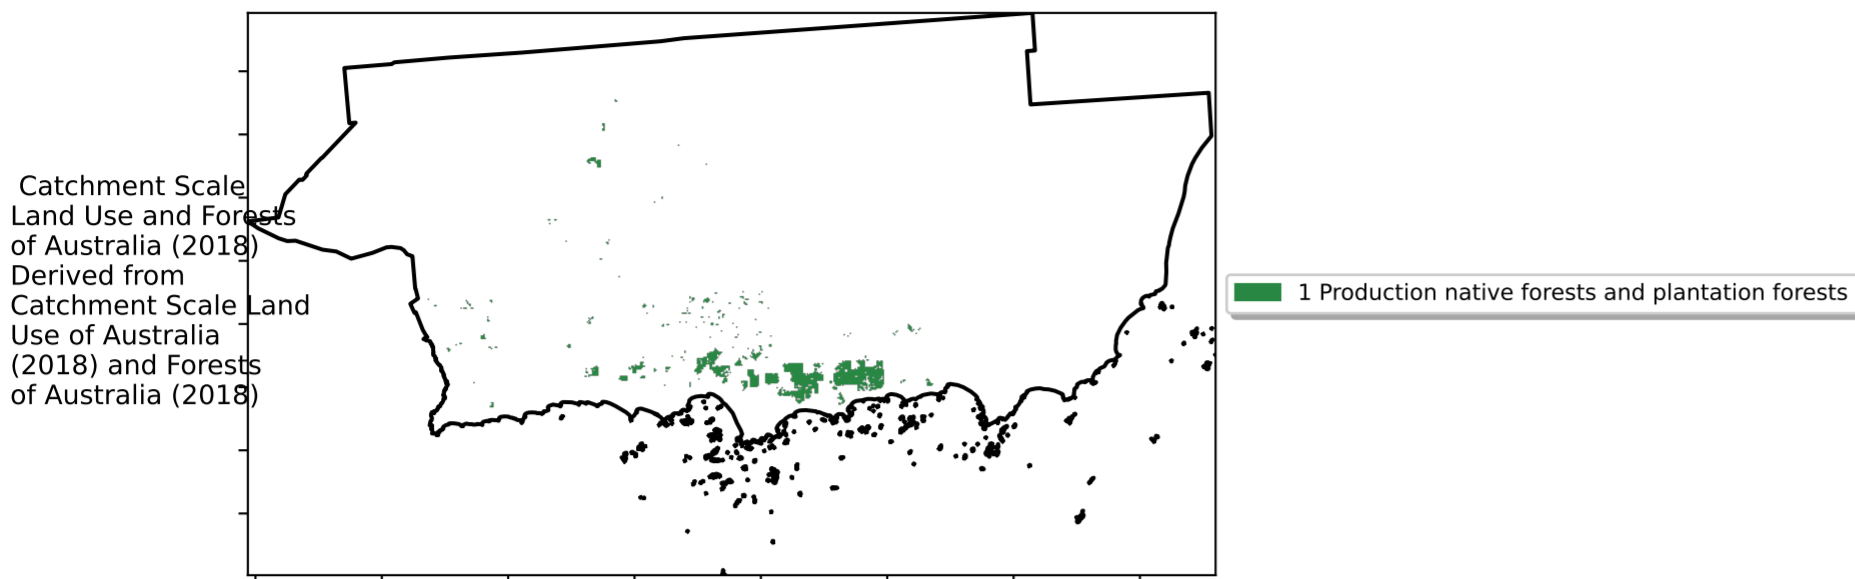 Catchment Scale
Land Use and Forests
of Australia (2018)
Derived from
Catchment Scale Land
Use of Australia
(2018) and Forests
of Australia (2018)
1 Production native forests and plantation forests